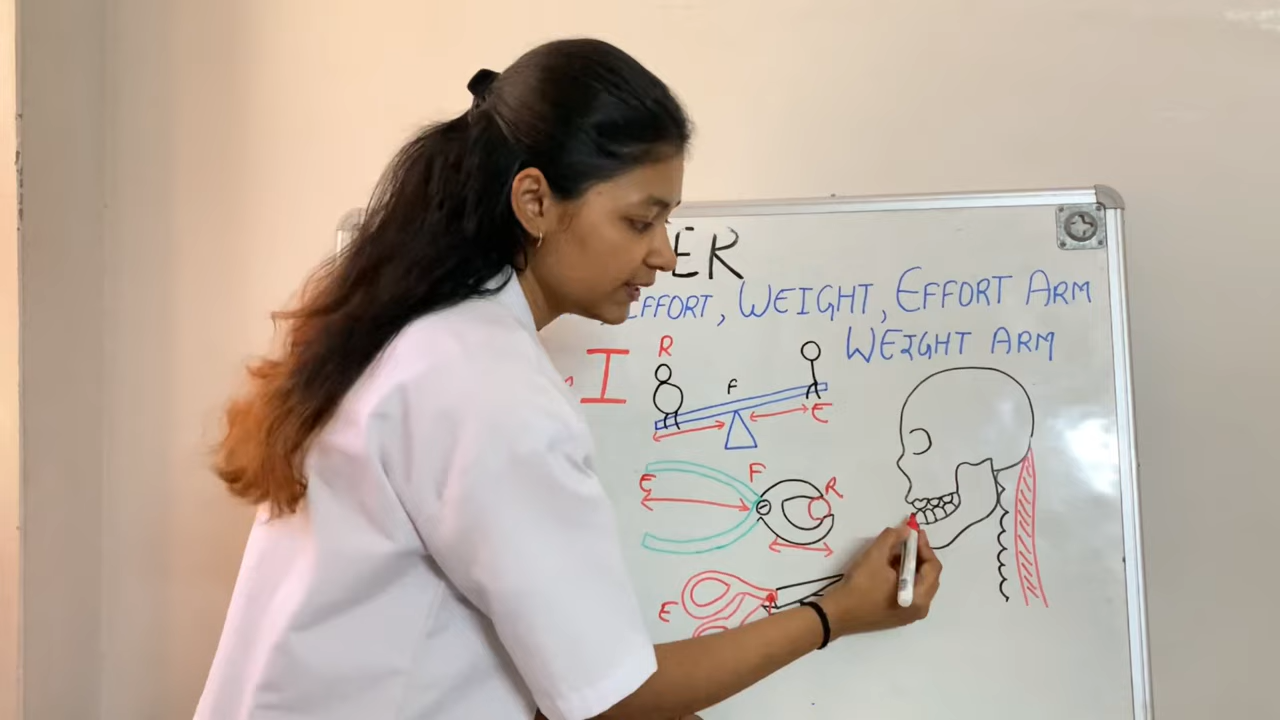 ER
EFFORT, WEIGHT, EFFORT ARM
WEIGHT ARM
I R F E
E F R
E